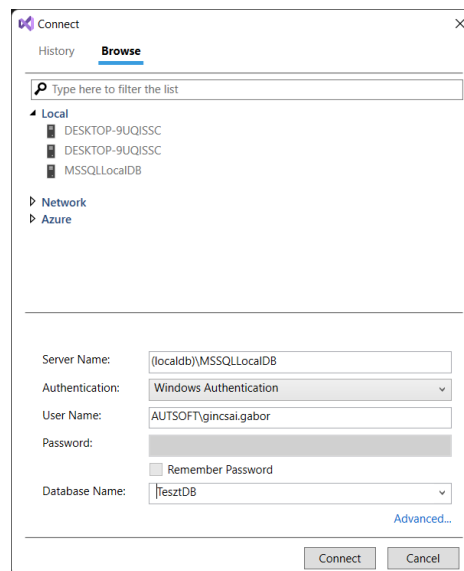 Connect
History Browse
Type here to filter the list
Local
DESKTOP-9UQISSC
DESKTOP-9UQISSC
MSSQLLocalDB
Network
Azure
Server Name: (localdb)\MSSQLLocalDB
Authentication: Windows Authentication
User Name: AUTSOFT\gincsai.gabor
Password:
Remember Password
Database Name: TesztDB
Advanced...
Connect Cancel